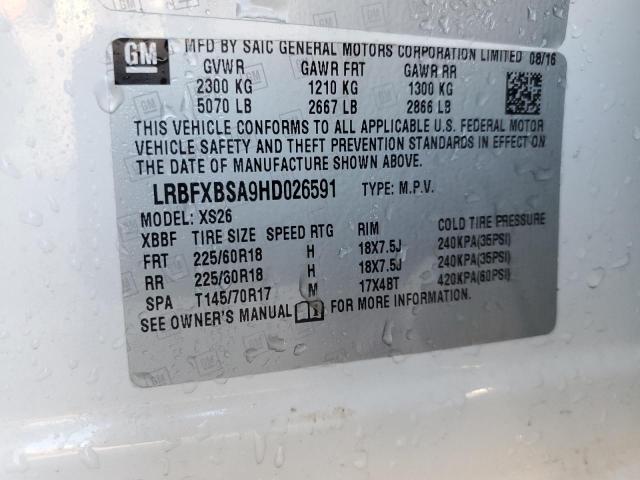 GM MFD BY SAIC GENERAL MOTORS CORPORATION LIMITED 08/16
GVWR GAWR FRT GAWR RR
2300 KG 1210 KG 1300 KG
5070 LB 2667 LB 2866 LB
THIS VEHICLE CONFORMS TO ALL APPLICABLE U.S. FEDERAL MOTOR
VEHICLE SAFETY, BUMPER, AND THEFT PREVENTION STANDARDS IN EFFECT ON
THE DATE OF MANUFACTURE SHOWN ABOVE.
LRBFXBSA9HD026591 TYPE: M.P.V.
MODEL: XS26
XBBF TIRE SIZE SPEED RTG RIM COLD TIRE PRESSURE
FRT 225/60R18 H 18X7.5J 240KPA(35PSI)
RR 225/60R18 H 18X7.5J 240KPA(35PSI)
SPA T145/70R17 M 17X4BT 420KPA(60PSI)
SEE OWNER'S MANUAL FOR MORE INFORMATION.